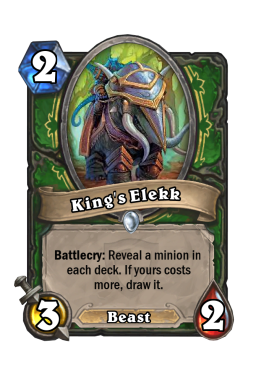 2
King's Elekk
Battlecry: Reveal a minion in
each deck. If yours costs
more, draw it.
3
Beast
2